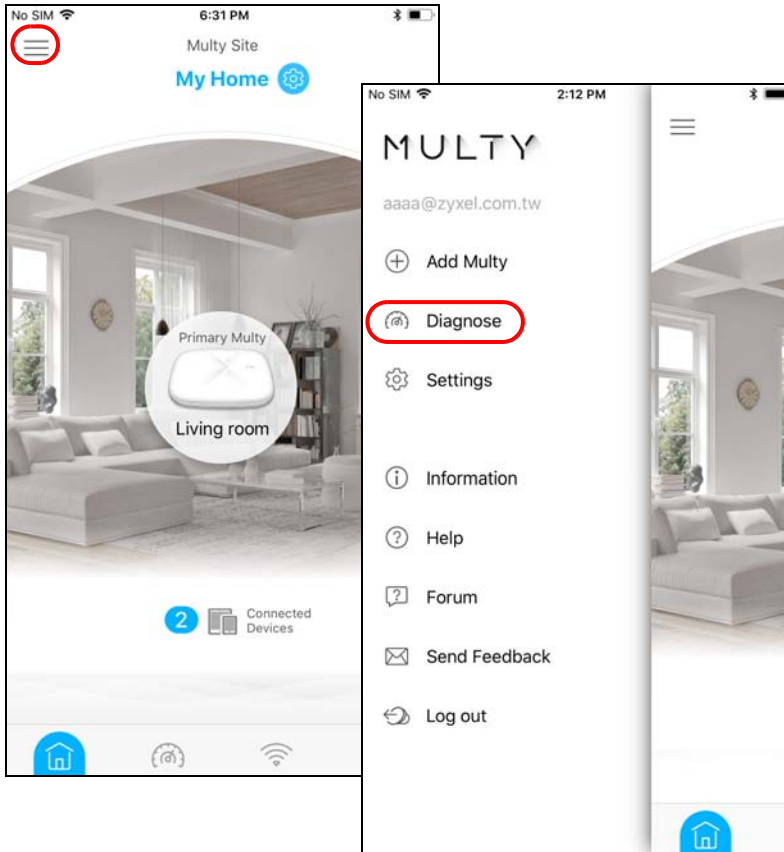 No SIM 6:31 PM
Multy Site
My Home
Primary Multy
Living room
2 Connected
Devices
No SIM 2:12 PM
MULTY
aaaa@zyxel.com.tw
Add Multy
Diagnose
Settings
Information
Help
Forum
Send Feedback
Log out